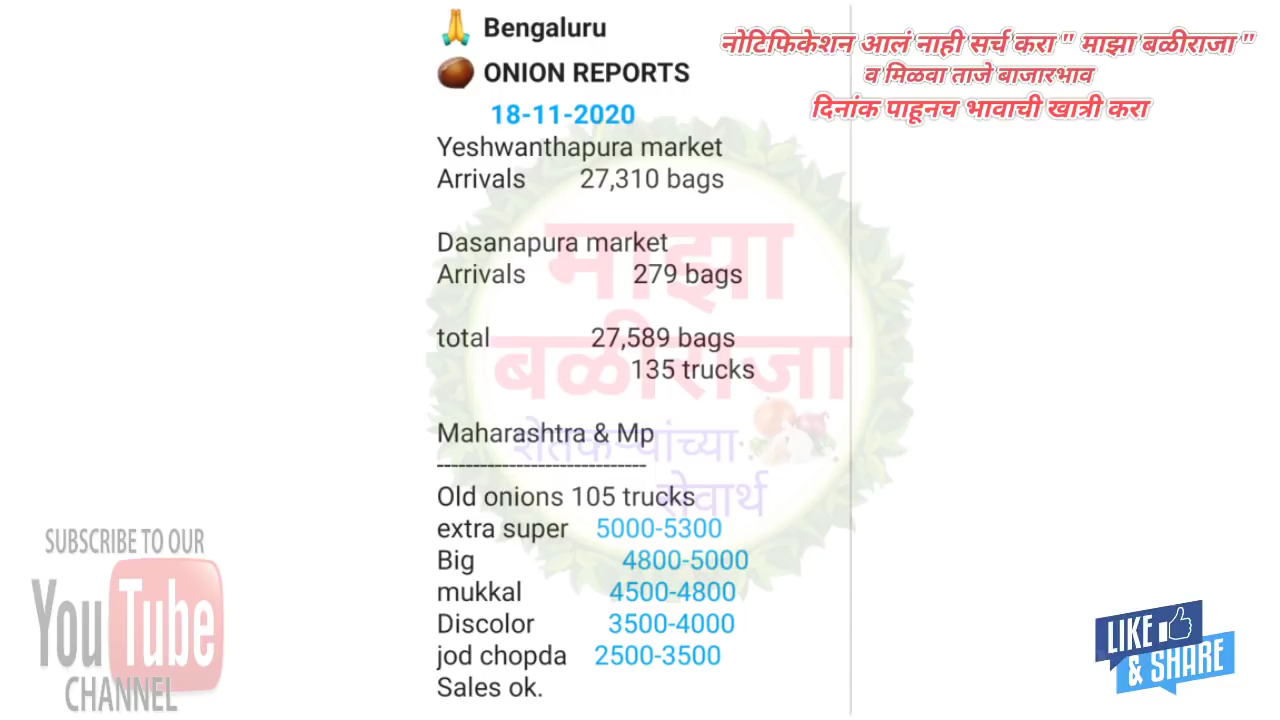 🙏 Bengaluru
🌰 ONION REPORTS
18-11-2020
Yeshwanthapura market
Arrivals 27,310 bags
Dasanapura market
Arrivals 279 bags
total 27,589 bags
135 trucks
Maharashtra & Mp
-----------------------------
Old onions 105 trucks
extra super 5000-5300
Big 4800-5000
mukkal 4500-4800
Discolor 3500-4000
jod chopda 2500-3500
Sales ok.
नोटिफिकेशन आलं नाही सर्च करा " माझा बळीराजा "
व मिळवा ताजे बाजारभाव
दिनांक पाहूनच भावाची खात्री करा
माझा
बळीराजा
शेतकऱ्यांच्या
सेवार्थ
SUBSCRIBE TO OUR
YouTube
CHANNEL
LIKE
& SHARE